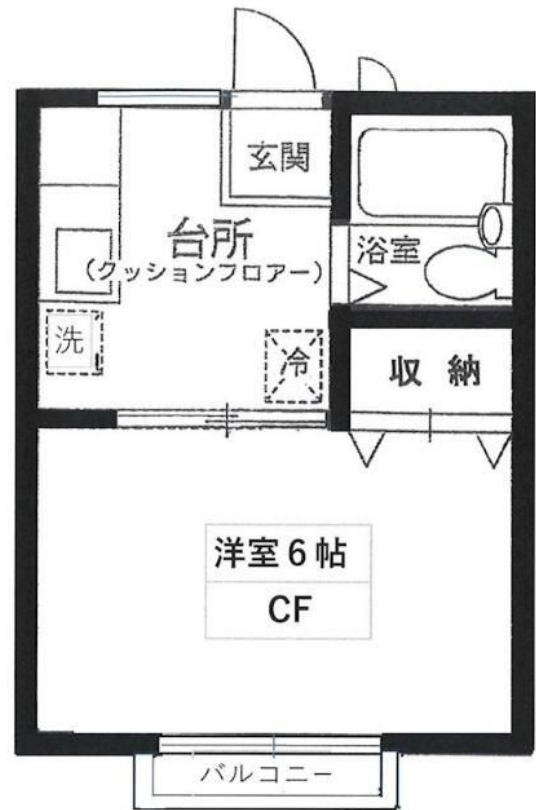 玄関
台所
(クッションフロアー)
浴室
洗
冷
収納
洋室6帖
CF
バルコニー